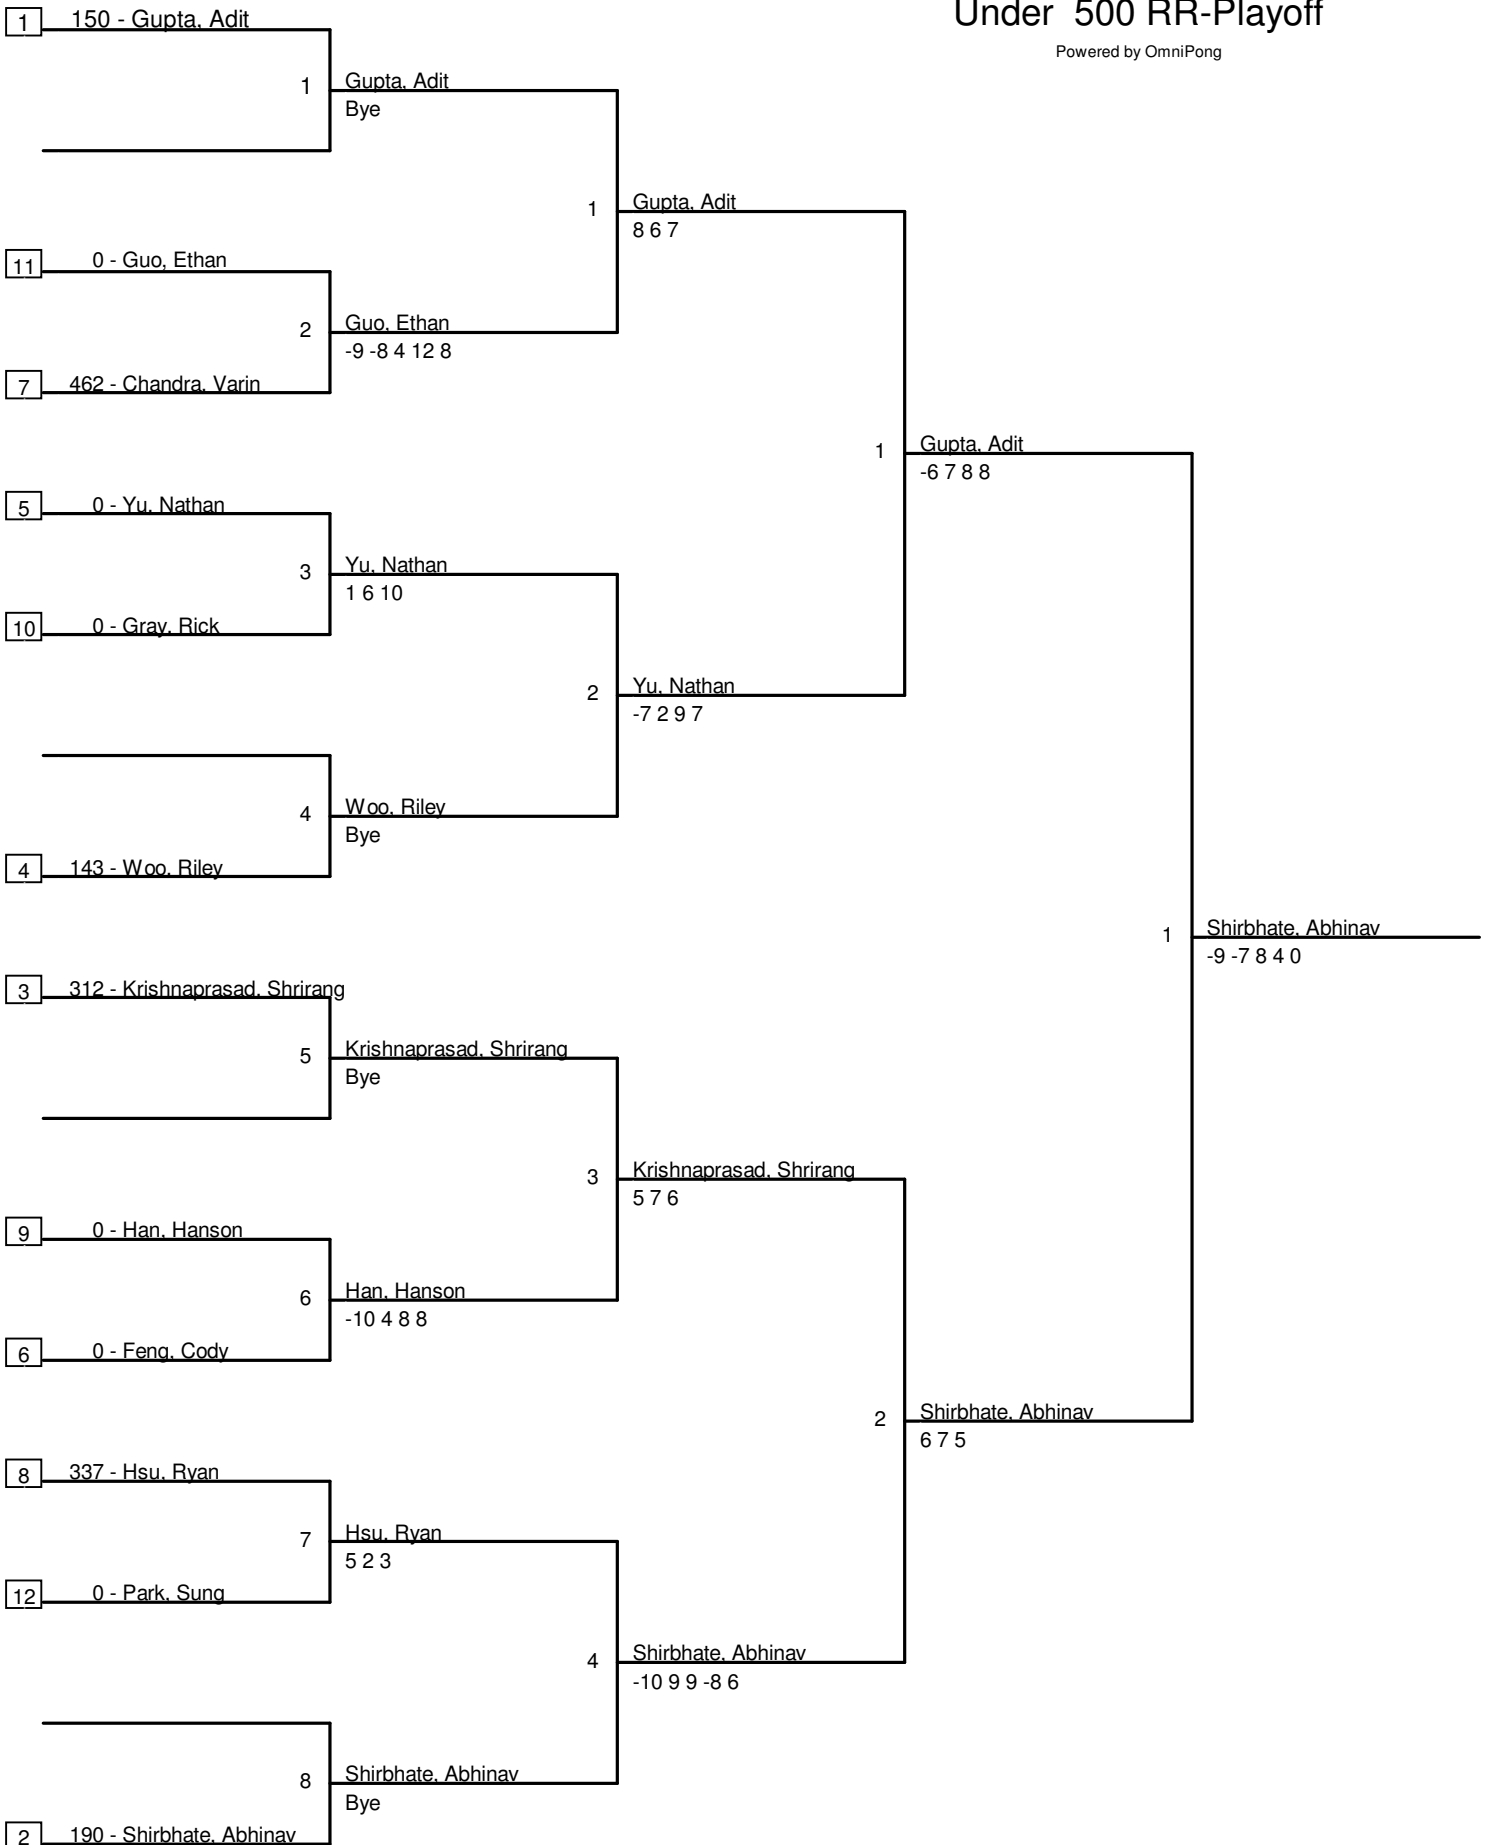 Under 500 RR-Playoff
Powered by OmniPong
1 150 - Gupta, Adit
1 Gupta, Adit
Bye
1 Gupta, Adit
8 6 7
11 0 - Guo, Ethan
2 Guo, Ethan
-9 -8 4 12 8
7 462 - Chandra, Varin
1 Gupta, Adit
-6 7 8 8
5 0 - Yu, Nathan
3 Yu, Nathan
1 6 10
10 0 - Gray, Rick
2 Yu, Nathan
-7 2 9 7
4 Woo, Riley
Bye
4 143 - Woo, Riley
1 Shirbhate, Abhinav
-9 -7 8 4 0
3 312 - Krishnaprasad, Shrirang
5 Krishnaprasad, Shrirang
Bye
3 Krishnaprasad, Shrirang
5 7 6
9 0 - Han, Hanson
6 Han, Hanson
-10 4 8 8
6 0 - Feng, Cody
2 Shirbhate, Abhinav
6 7 5
8 337 - Hsu, Ryan
7 Hsu, Ryan
5 2 3
12 0 - Park, Sung
4 Shirbhate, Abhinav
-10 9 9 -8 6
8 Shirbhate, Abhinav
Bye
2 190 - Shirbhate, Abhinav